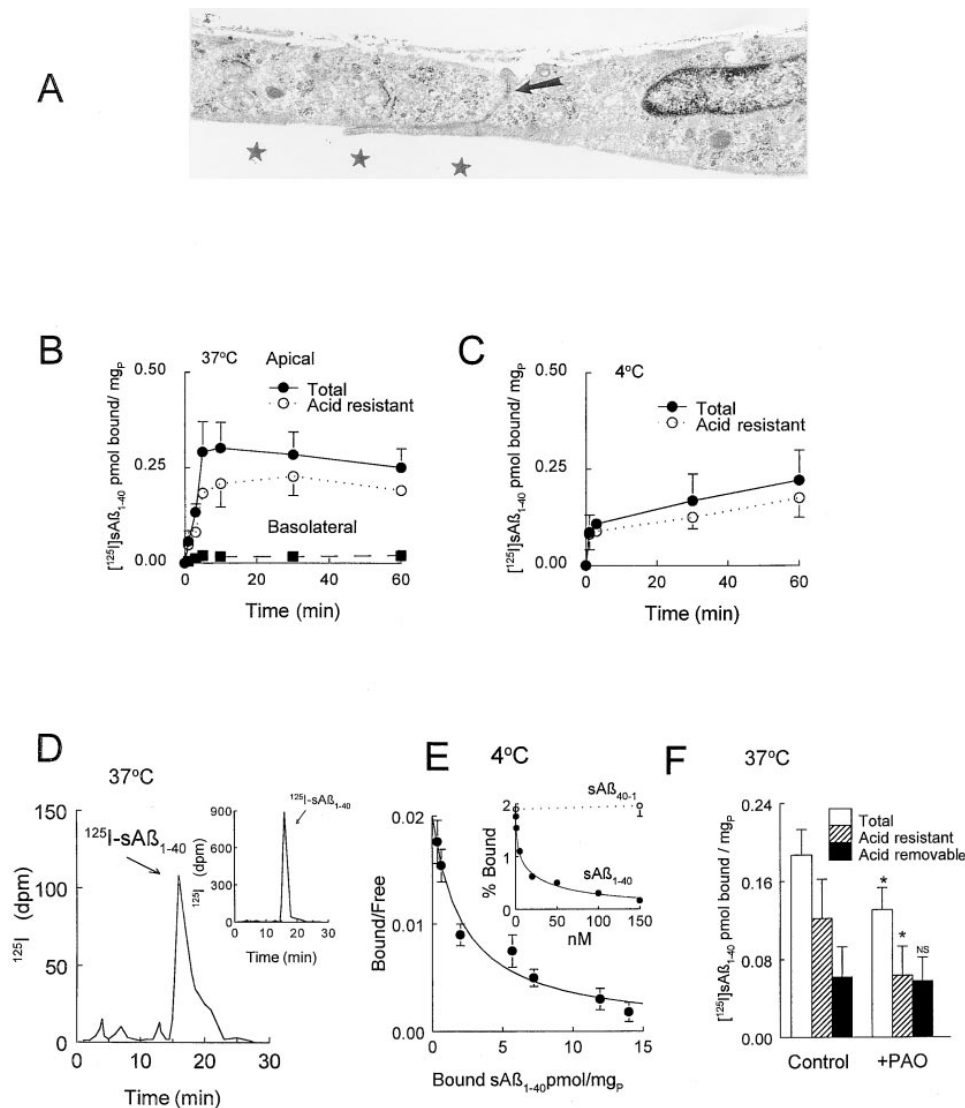 A
B
37°C Apical
Total
Acid resistant
Basolateral
[¹²⁵I]sAß₁₋₄₀ pmol bound/ mgₚ
0.50
0.25
0.00
0 20 40 60
Time (min)
C
4°C
Total
Acid resistant
[¹²⁵I]sAß₁₋₄₀ pmol bound/ mgₚ
0.50
0.25
0.00
0 20 40 60
Time (min)
D
37°C
¹²⁵I-sAß₁₋₄₀
¹²⁵I (dpm)
150
100
50
0
0 10 20 30
Time (min)
¹²⁵I-sAß₁₋₄₀
¹²⁵I (dpm)
900
600
300
0
0 10 20 30
Time (min)
E
4°C
Bound/Free
0.02
0.01
0.00
0 5 10 15
Bound sAß₁₋₄₀pmol/mgₚ
% Bound
2
1
0
0 50 100 150
nM
sAß₄₀₋₁
sAß₁₋₄₀
F
37°C
Total
Acid resistant
Acid removable
[¹²⁵I]sAß₁₋₄₀ pmol bound / mgₚ
0.24
0.16
0.08
0.00
* * NS
Control +PAO